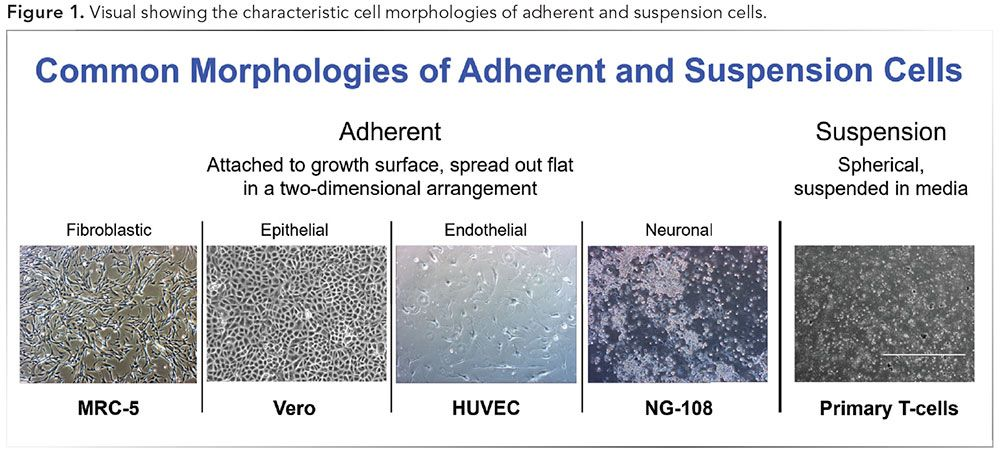 Figure 1. Visual showing the characteristic cell morphologies of adherent and suspension cells.
Common Morphologies of Adherent and Suspension Cells
Adherent
Attached to growth surface, spread out flat
in a two-dimensional arrangement
Suspension
Spherical,
suspended in media
Fibroblastic
Epithelial
Endothelial
Neuronal
MRC-5
Vero
HUVEC
NG-108
Primary T-cells